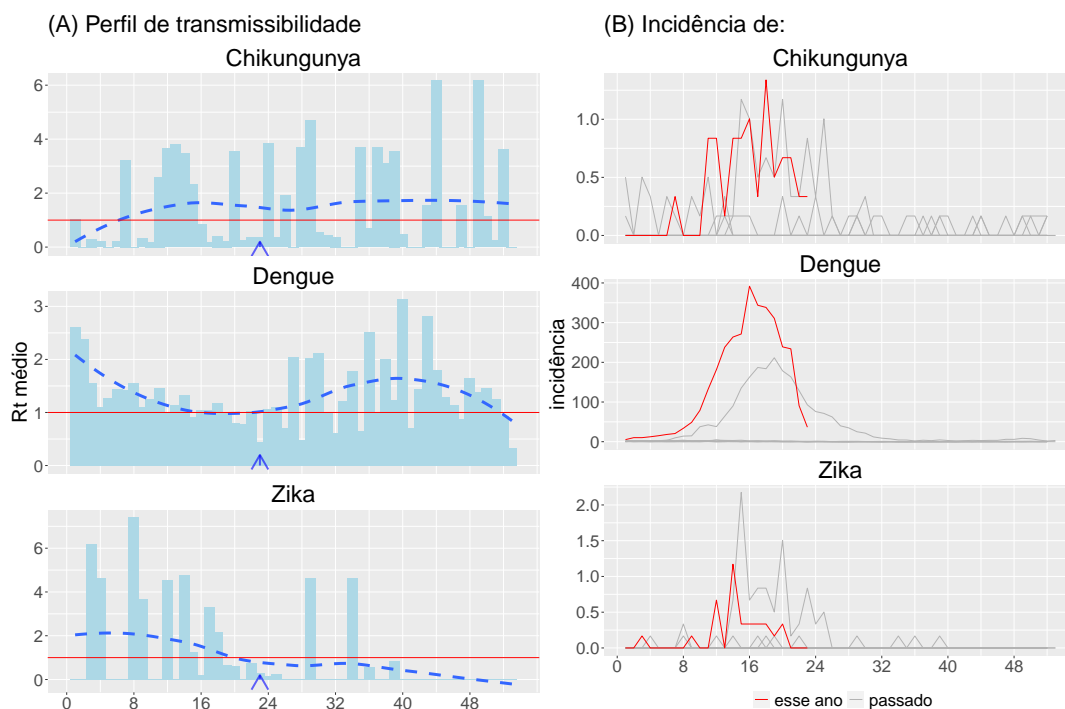 (A) Perfil de transmissibilidade
Chikungunya
6
4
2
0
Dengue
3
2
1
0
Rt médio
Zika
6
4
2
0
0 8 16 24 32 40 48
(B) Incidência de:
Chikungunya
1.0
0.5
0.0
Dengue
400
300
200
100
0
incidência
Zika
2.0
1.5
1.0
0.5
0.0
0 8 16 24 32 40 48
esse ano passado